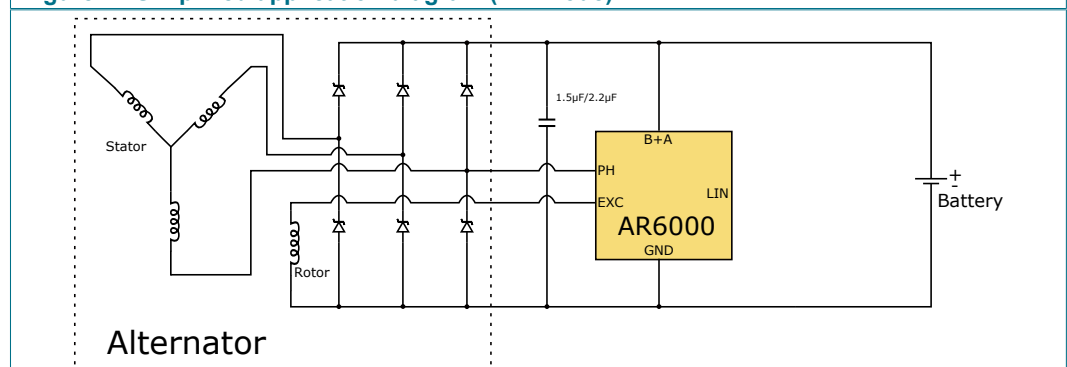 1.5µF/2.2µF
B+A
Stator
PH
LIN
+
-
EXC
Battery
AR6000
GND
Rotor
Alternator